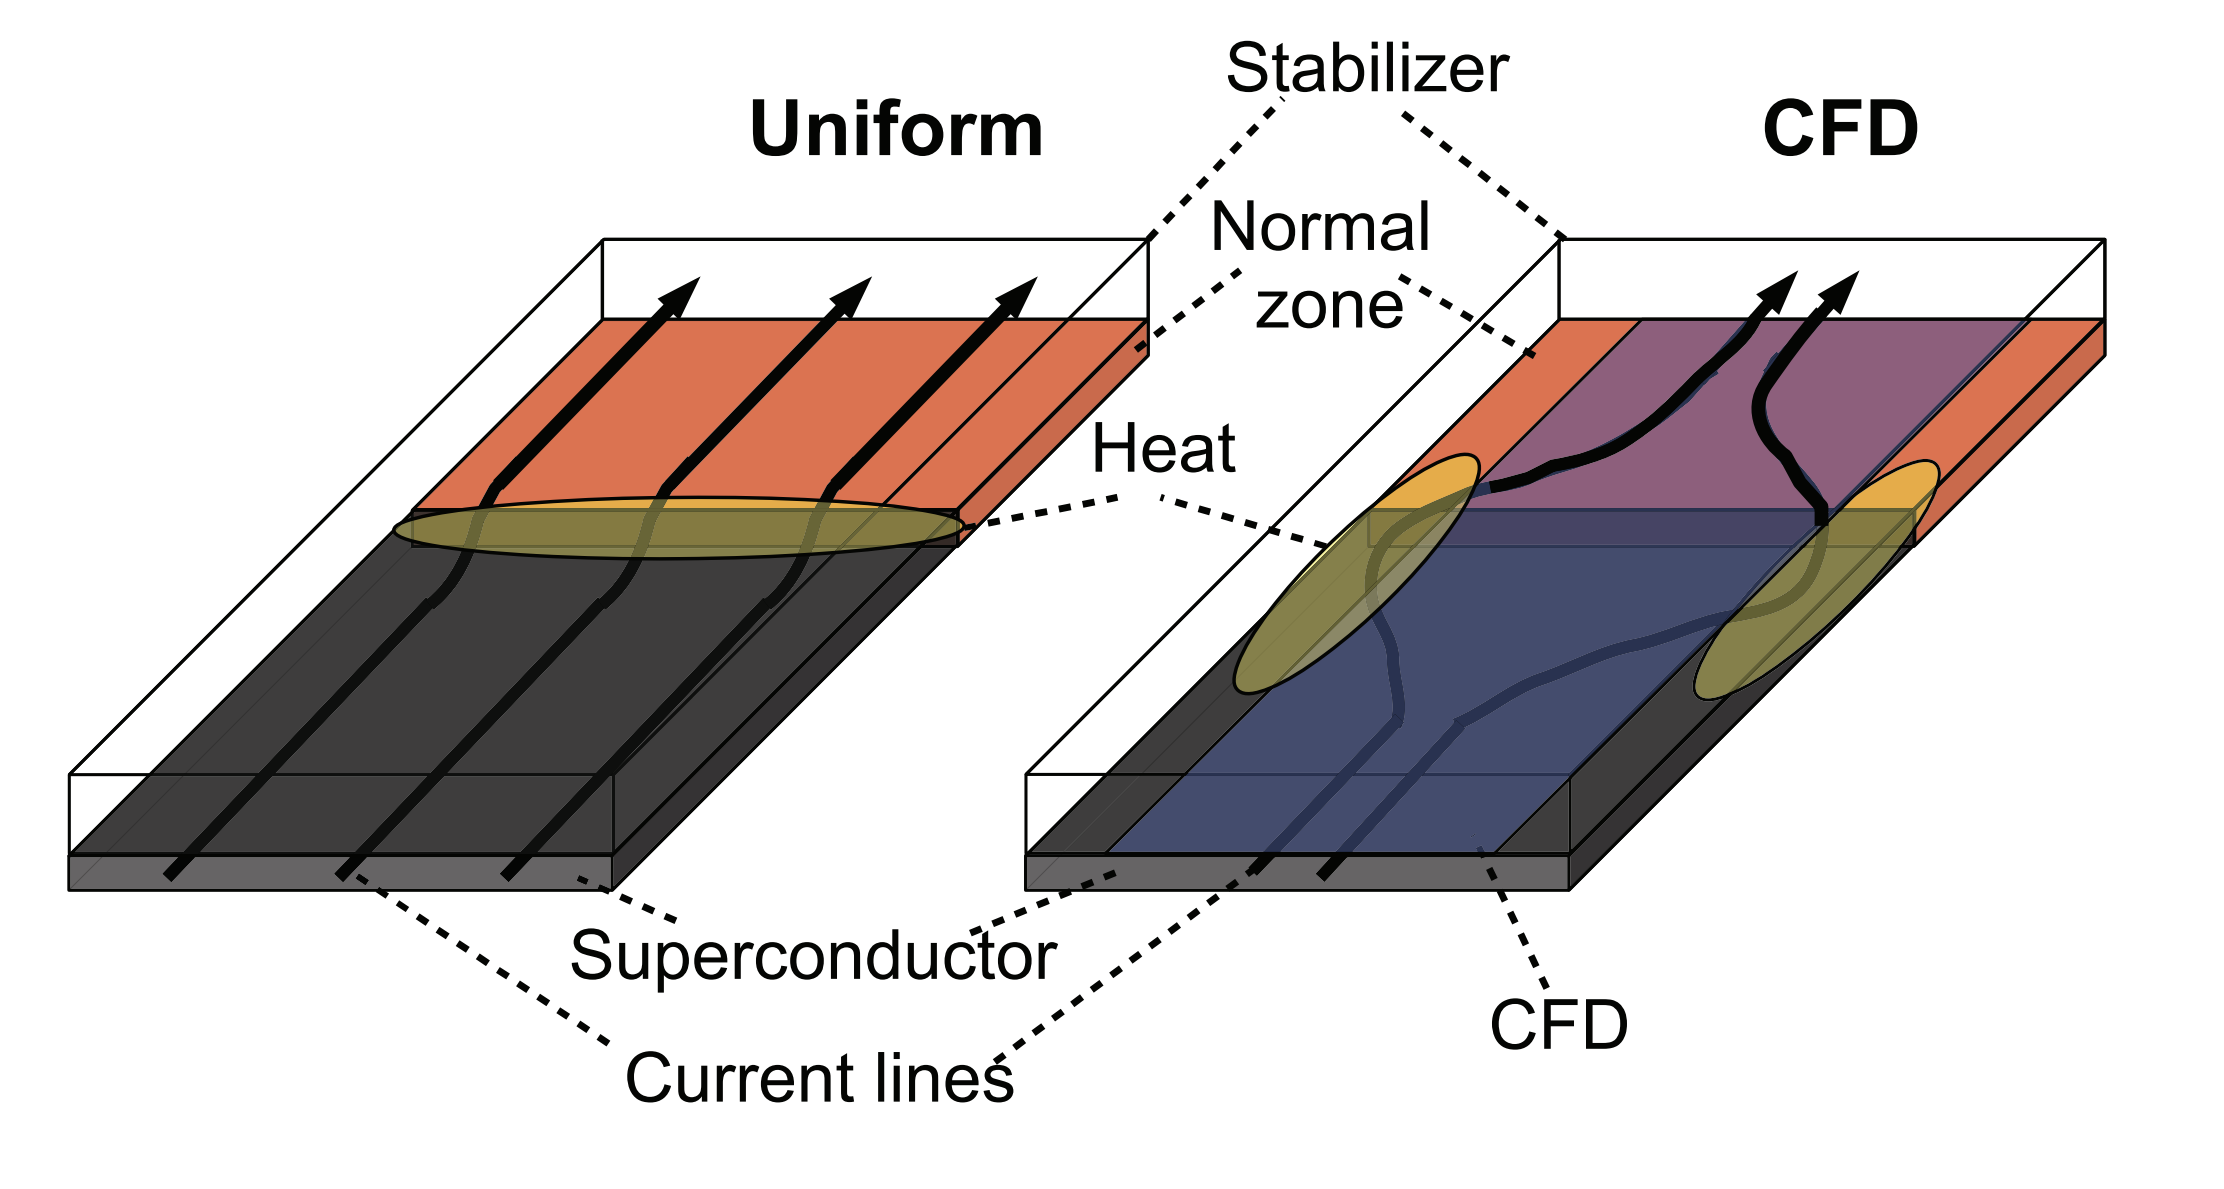 Stabilizer
Uniform
CFD
Normal
zone
Heat
Superconductor
CFD
Current lines